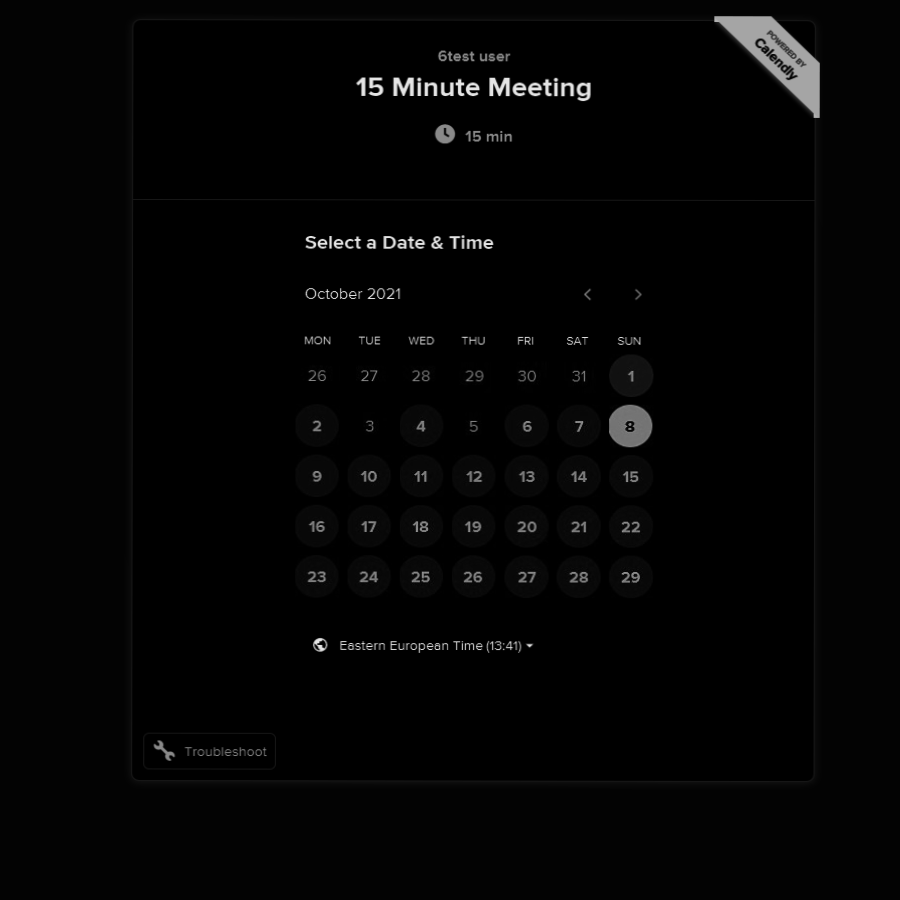 POWERED BY
Calendly
6test user
15 Minute Meeting
15 min
Select a Date & Time
October 2021
MON TUE WED THU FRI SAT SUN
26 27 28 29 30 31 1
2 3 4 5 6 7 8
9 10 11 12 13 14 15
16 17 18 19 20 21 22
23 24 25 26 27 28 29
Eastern European Time (13:41)
Troubleshoot